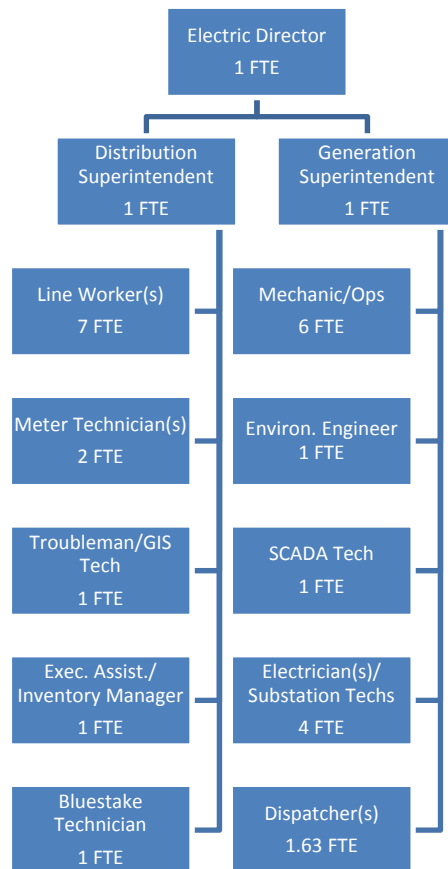 Electric Director
1 FTE
Distribution
Superintendent
1 FTE
Generation
Superintendent
1 FTE
Line Worker(s)
7 FTE
Mechanic/Ops
6 FTE
Meter Technician(s)
2 FTE
Environ. Engineer
1 FTE
Troubleman/GIS
Tech
1 FTE
SCADA Tech
1 FTE
Exec. Assist./
Inventory Manager
1 FTE
Electrician(s)/
Substation Techs
4 FTE
Bluestake
Technician
1 FTE
Dispatcher(s)
1.63 FTE